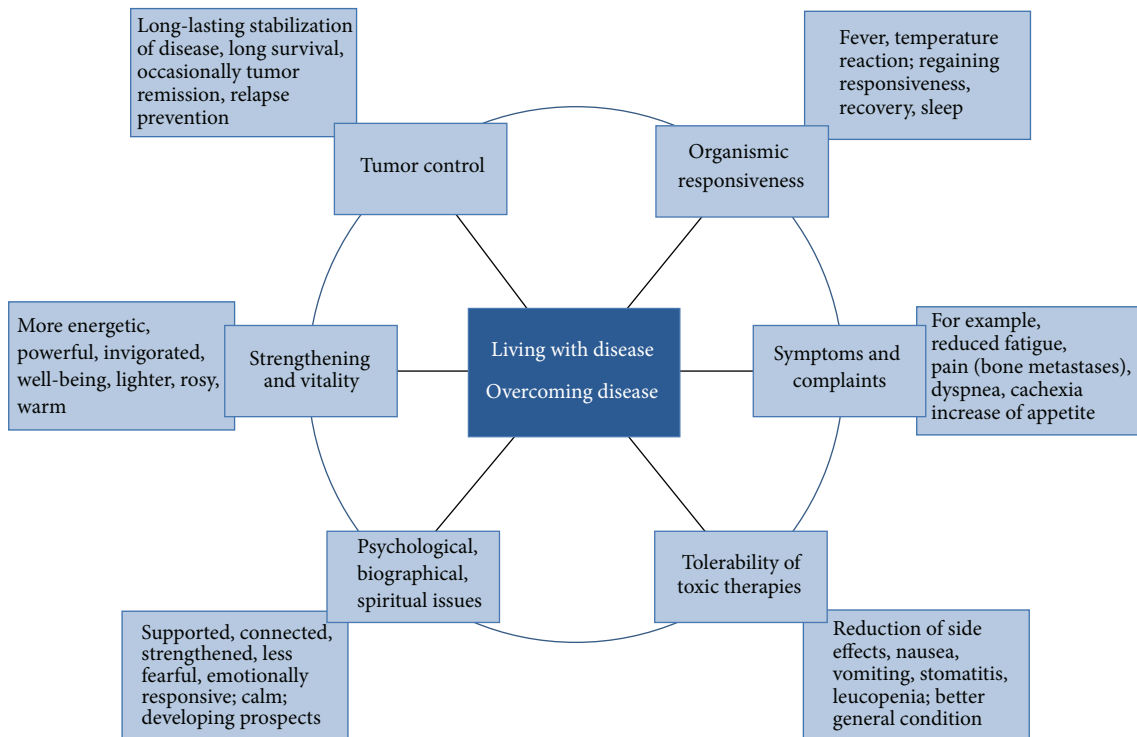 Long-lasting stabilization
of disease, long survival,
occasionally tumor
remission, relapse
prevention
Tumor control
Fever, temperature
reaction; regaining
responsiveness,
recovery, sleep
Organismic
responsiveness
More energetic,
powerful, invigorated,
well-being, lighter, rosy,
warm
Strengthening
and vitality
Living with disease
Overcoming disease
Symptoms and
complaints
For example,
reduced fatigue,
pain (bone metastases),
dyspnea, cachexia
increase of appetite
Psychological,
biographical,
spiritual issues
Supported, connected,
strengthened, less
fearful, emotionally
responsive; calm;
developing prospects
Tolerability of
toxic therapies
Reduction of side
effects, nausea,
vomiting, stomatitis,
leucopenia; better
general condition